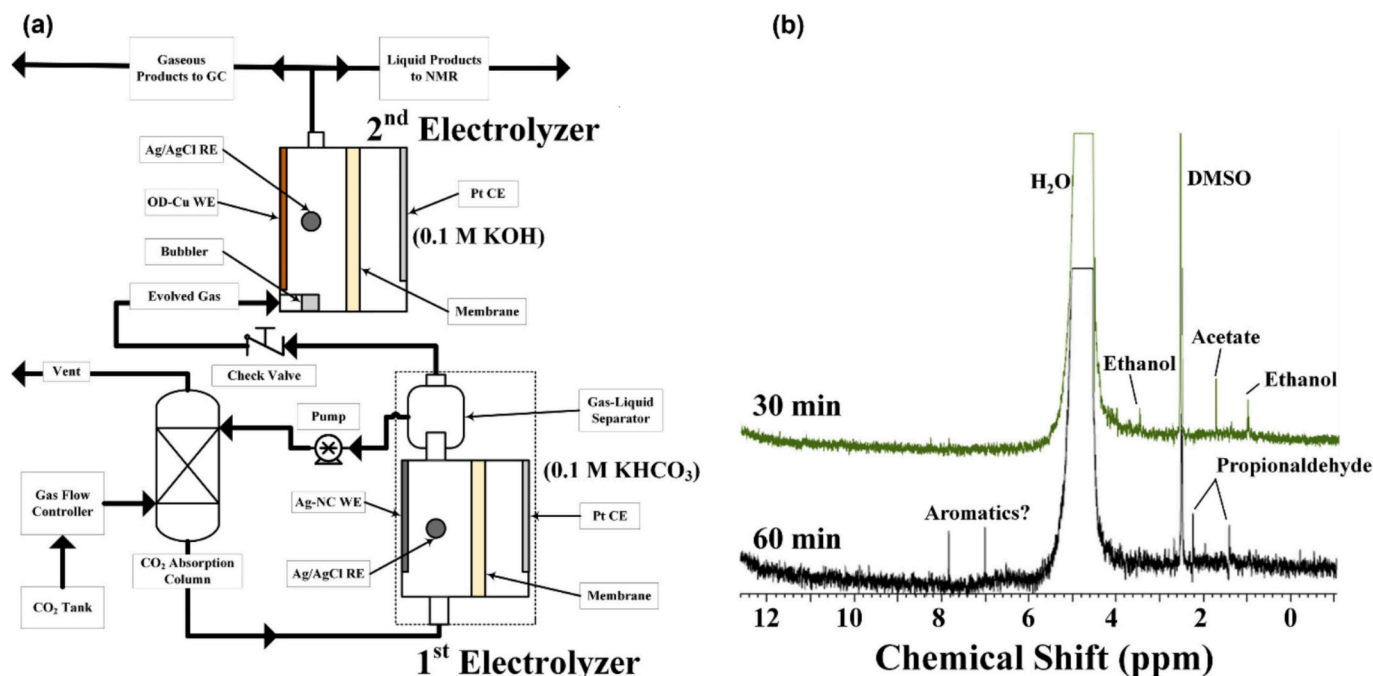 (a)
Gaseous
Products to GC
Liquid Products
to NMR
2nd Electrolyzer
Ag/AgCl RE
OD-Cu WE
Pt CE
(0.1 M KOH)
Bubbler
Evolved Gas
Membrane
Check Valve
Vent
Pump
Gas-Liquid
Separator
(0.1 M KHCO3)
Ag-NC WE
Pt CE
Gas Flow
Controller
Ag/AgCl RE
CO2 Absorption
Column
Membrane
CO2 Tank
1st Electrolyzer
(b)
H2O
DMSO
Acetate
Ethanol
Ethanol
30 min
Propionaldehyde
Aromatics?
60 min
12 10 8 6 4 2 0
Chemical Shift (ppm)